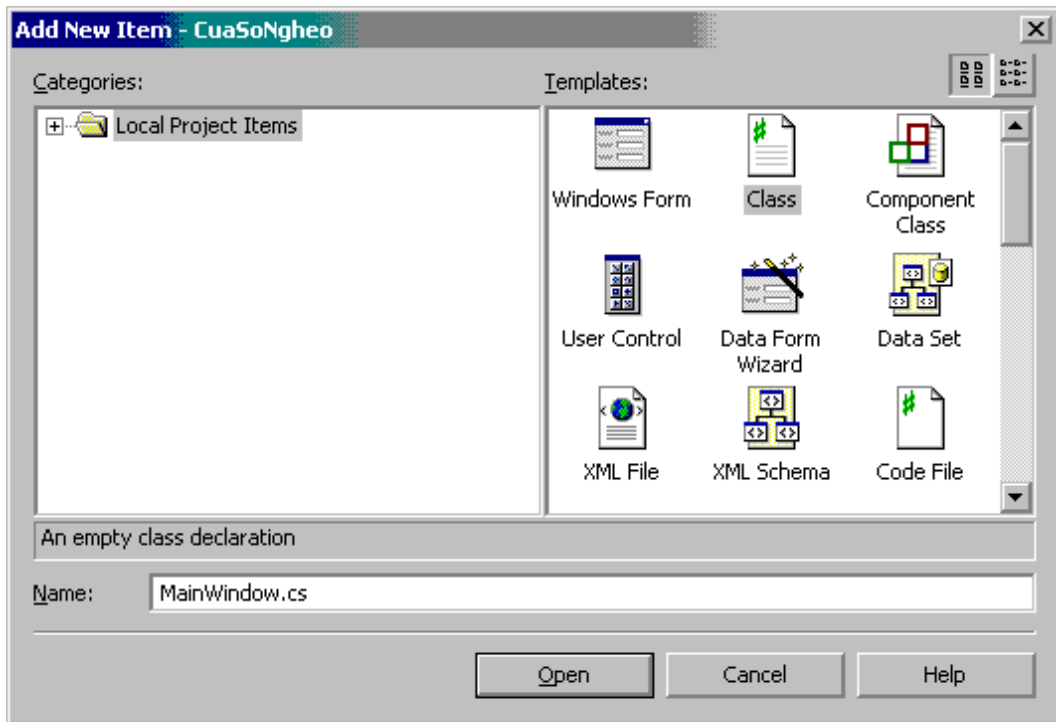 Add New Item - CuaSoNgheo
Categories:
Templates:
Local Project Items
Windows Form
Class
Component
Class
User Control
Data Form
Wizard
Data Set
XML File
XML Schema
Code File
An empty class declaration
Name:
MainWindow.cs
Open
Cancel
Help